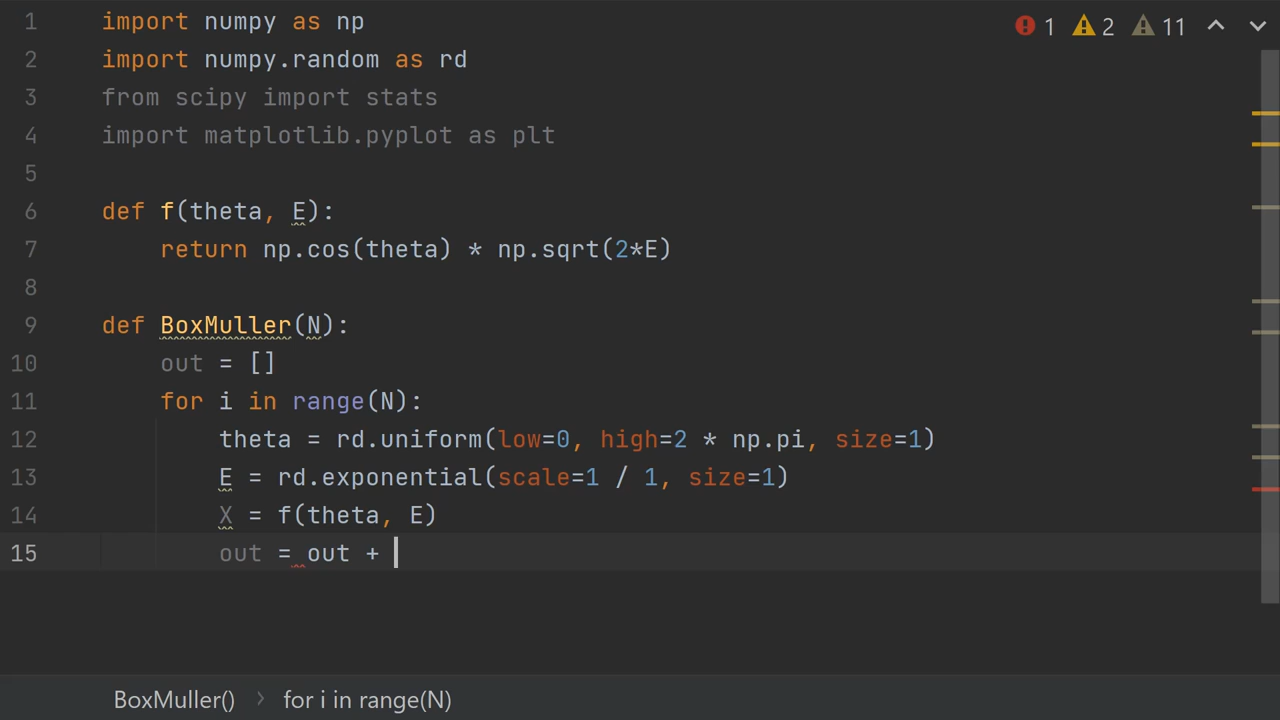 1 import numpy as np
2 import numpy.random as rd
3 from scipy import stats
4 import matplotlib.pyplot as plt
5
6 def f(theta, E):
7     return np.cos(theta) * np.sqrt(2*E)
8
9 def BoxMuller(N):
10     out = []
11     for i in range(N):
12         theta = rd.uniform(low=0, high=2 * np.pi, size=1)
13         E = rd.exponential(scale=1 / 1, size=1)
14         X = f(theta, E)
15         out = out +
1 2 11
BoxMuller() > for i in range(N)